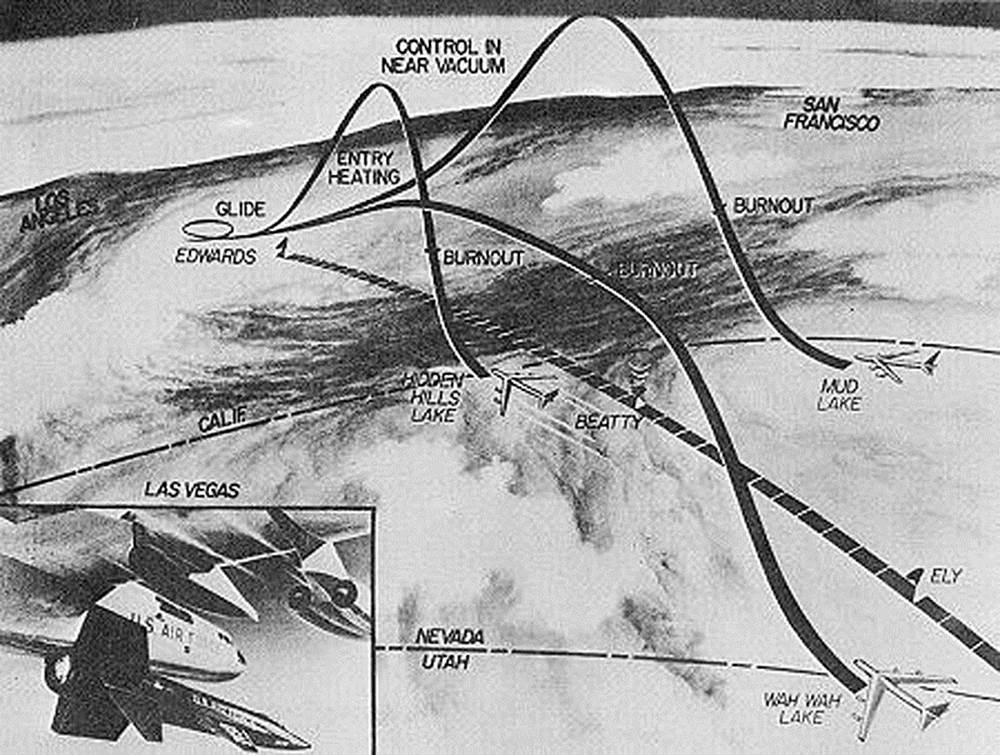 CONTROL IN
NEAR VACUUM
SAN
FRANCISCO
ENTRY
HEATING
LOS
ANGELES
GLIDE
BURNOUT
EDWARDS
BURNOUT
BURNOUT
HIDDEN
HILLS
LAKE
MUD
LAKE
BEATTY
CALIF.
LAS VEGAS
ELY
U.S. AIR F
NEVADA
UTAH
WAH WAH
LAKE